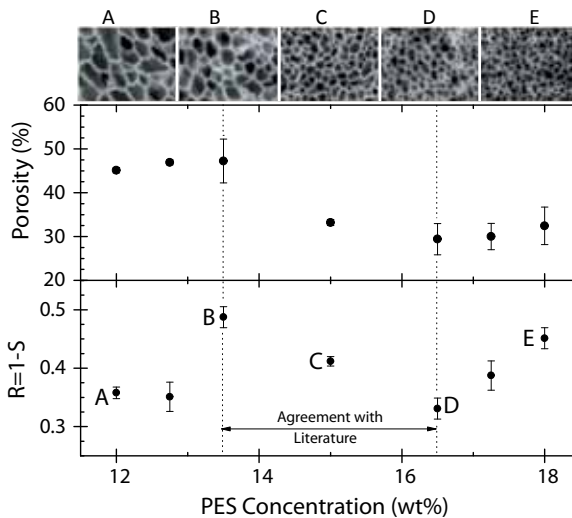 A B C D E
60
50
40
30
20
Porosity (%)
0.5
0.4
0.3
R=1-S
A
B
C
D
E
Agreement with
Literature
12 14 16 18
PES Concentration (wt%)